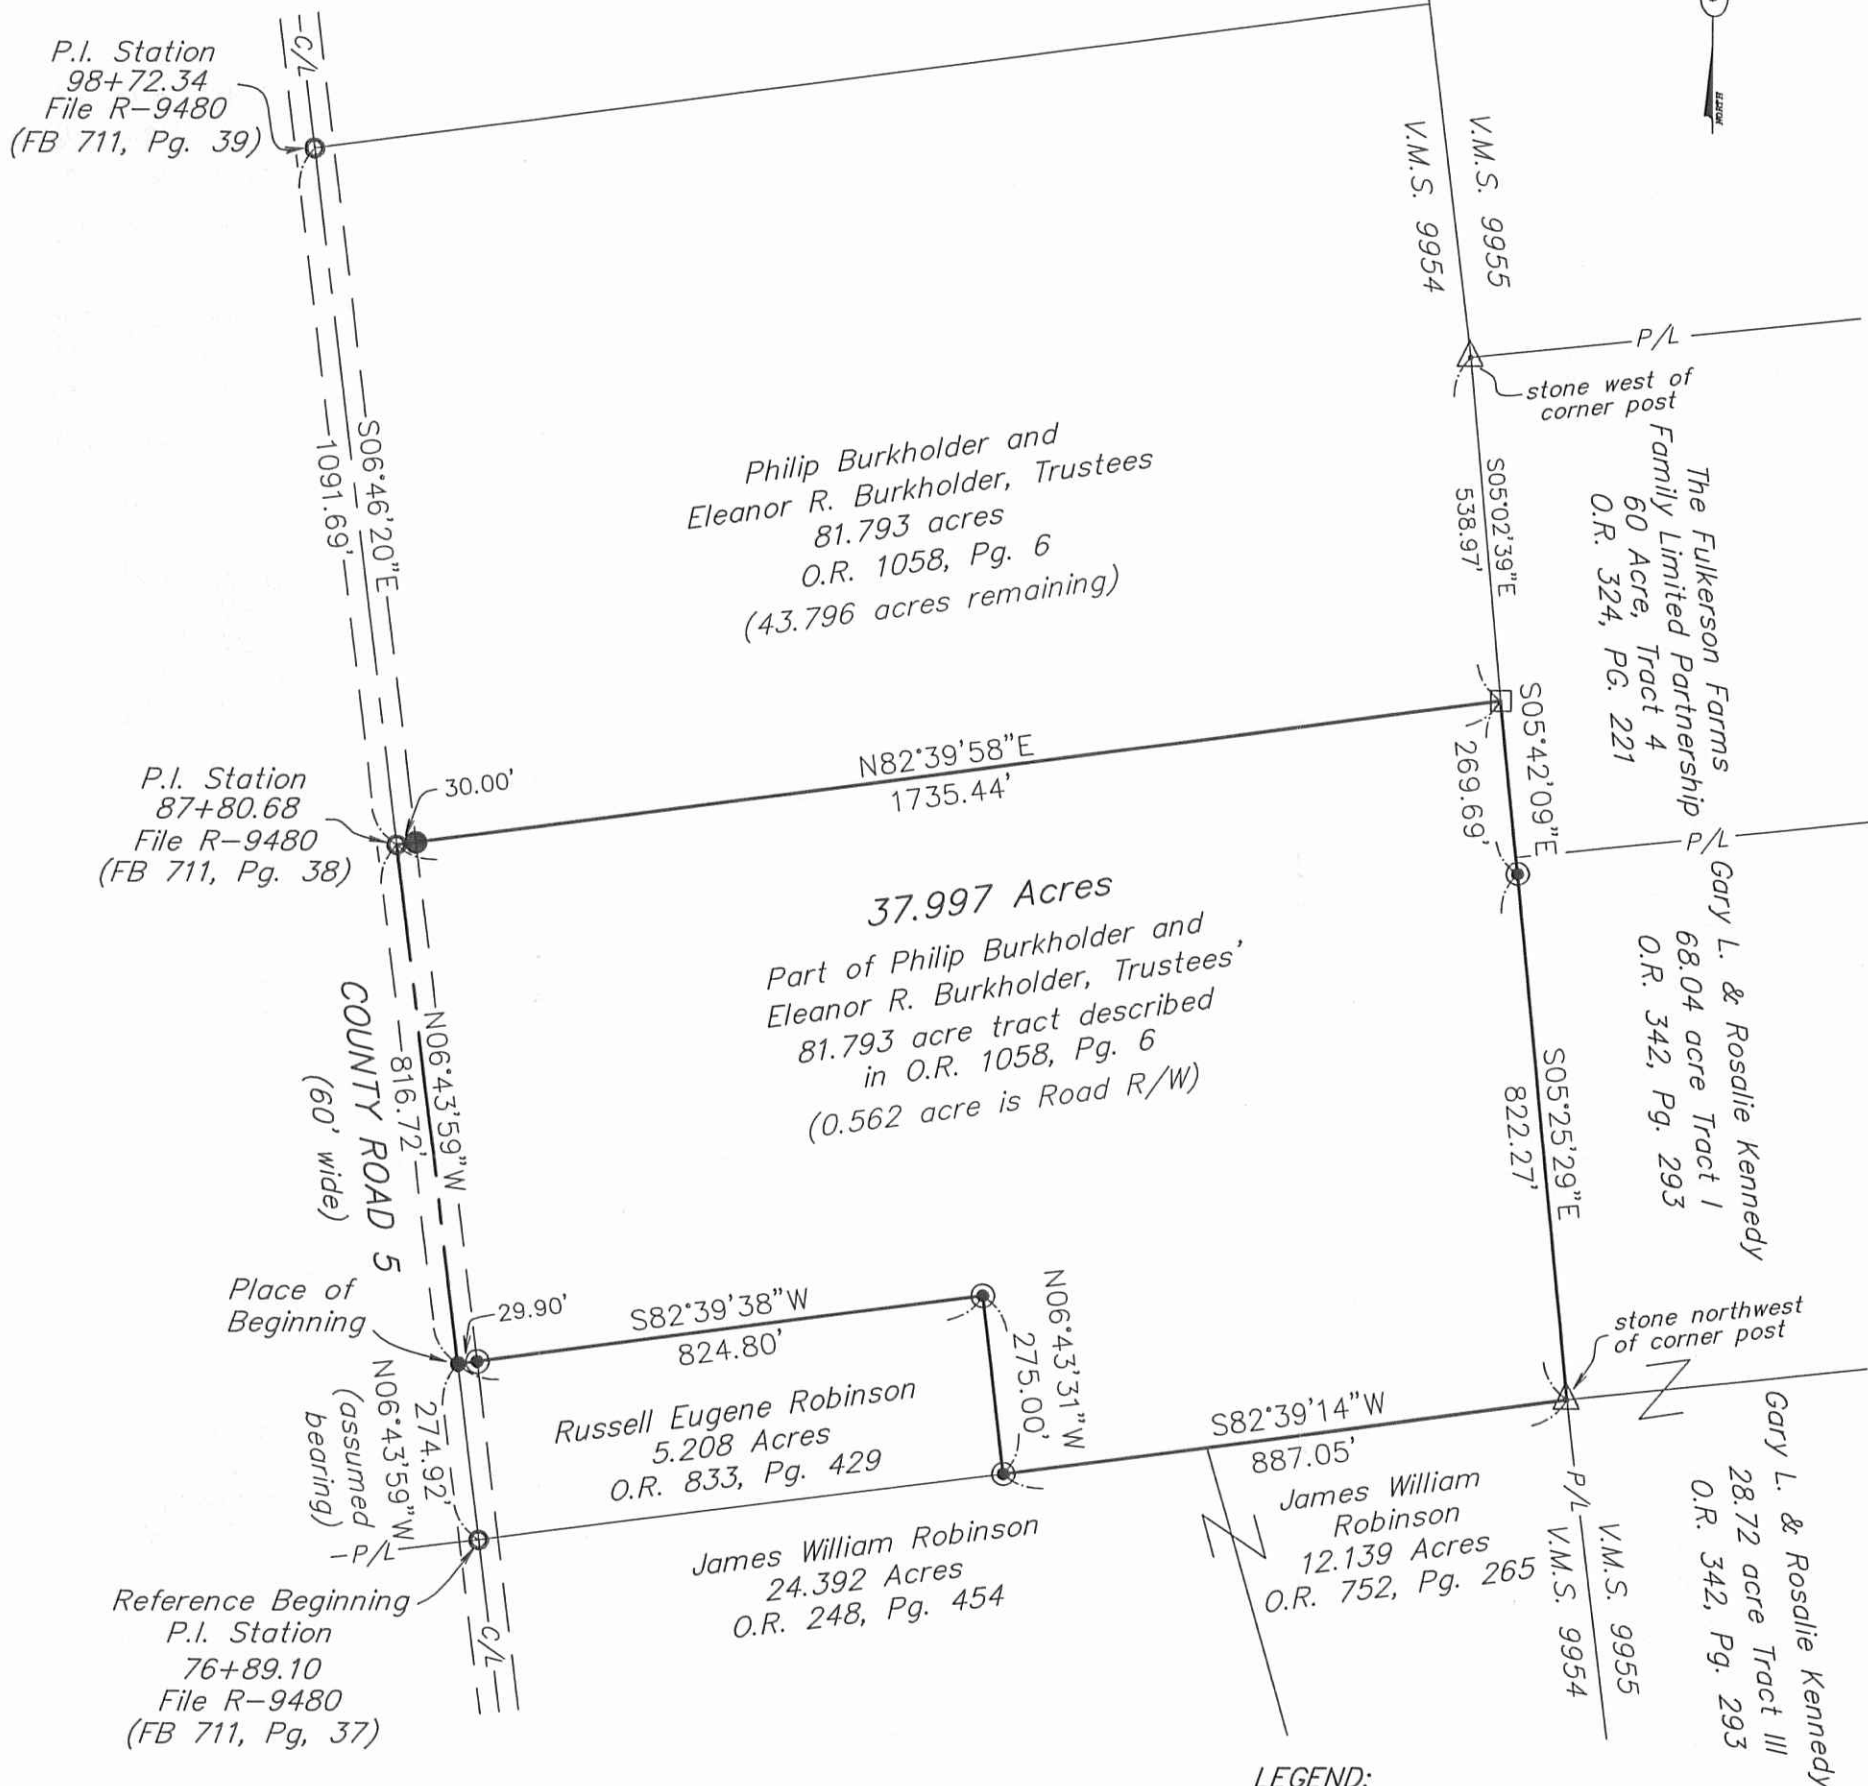 NORTH
-C/L
P.I. Station
98+72.34
File R-9480
(FB 711, Pg. 39)
V.M.S. 9954
V.M.S. 9955
P/L
stone west of
corner post
S06°46'20"E
1091.69'
Philip Burkholder and
Eleanor R. Burkholder, Trustees
81.793 acres
O.R. 1058, Pg. 6
(43.796 acres remaining)
S05°02'39"E
538.97'
The Fulkerson Farms
Family Limited Partnership
60 Acre, Tract 4
O.R. 324, PG. 221
N82°39'58"E
1735.44'
S05°42'09"E
269.69'
P.I. Station
87+80.68
File R-9480
(FB 711, Pg. 38)
30.00'
P/L
37.997 Acres
Part of Philip Burkholder and
Eleanor R. Burkholder, Trustees'
81.793 acre tract described
in O.R. 1058, Pg. 6
(0.562 acre is Road R/W)
Gary L. & Rosalie Kennedy
68.04 acre Tract I
O.R. 342, Pg. 293
N06°43'59"W
816.72'
COUNTY ROAD 5
(60' wide)
S05°25'29"E
822.27'
Place of
Beginning
29.90'
S82°39'38"W
824.80'
N06°43'31"W
275.00'
stone northwest
of corner post
274.92'
N06°43'59"W
(assumed
bearing)
Russell Eugene Robinson
5.208 Acres
O.R. 833, Pg. 429
S82°39'14"W
887.05'
-P/L
James William Robinson
24.392 Acres
O.R. 248, Pg. 454
James William
Robinson
12.139 Acres
O.R. 752, Pg. 265
P/L
V.M.S. 9954
V.M.S. 9955
Gary L. & Rosalie Kennedy
28.72 acre Tract III
O.R. 342, Pg. 293
Reference Beginning
P.I. Station
76+89.10
File R-9480
(FB 711, Pg, 37)
C/L
LEGEND: